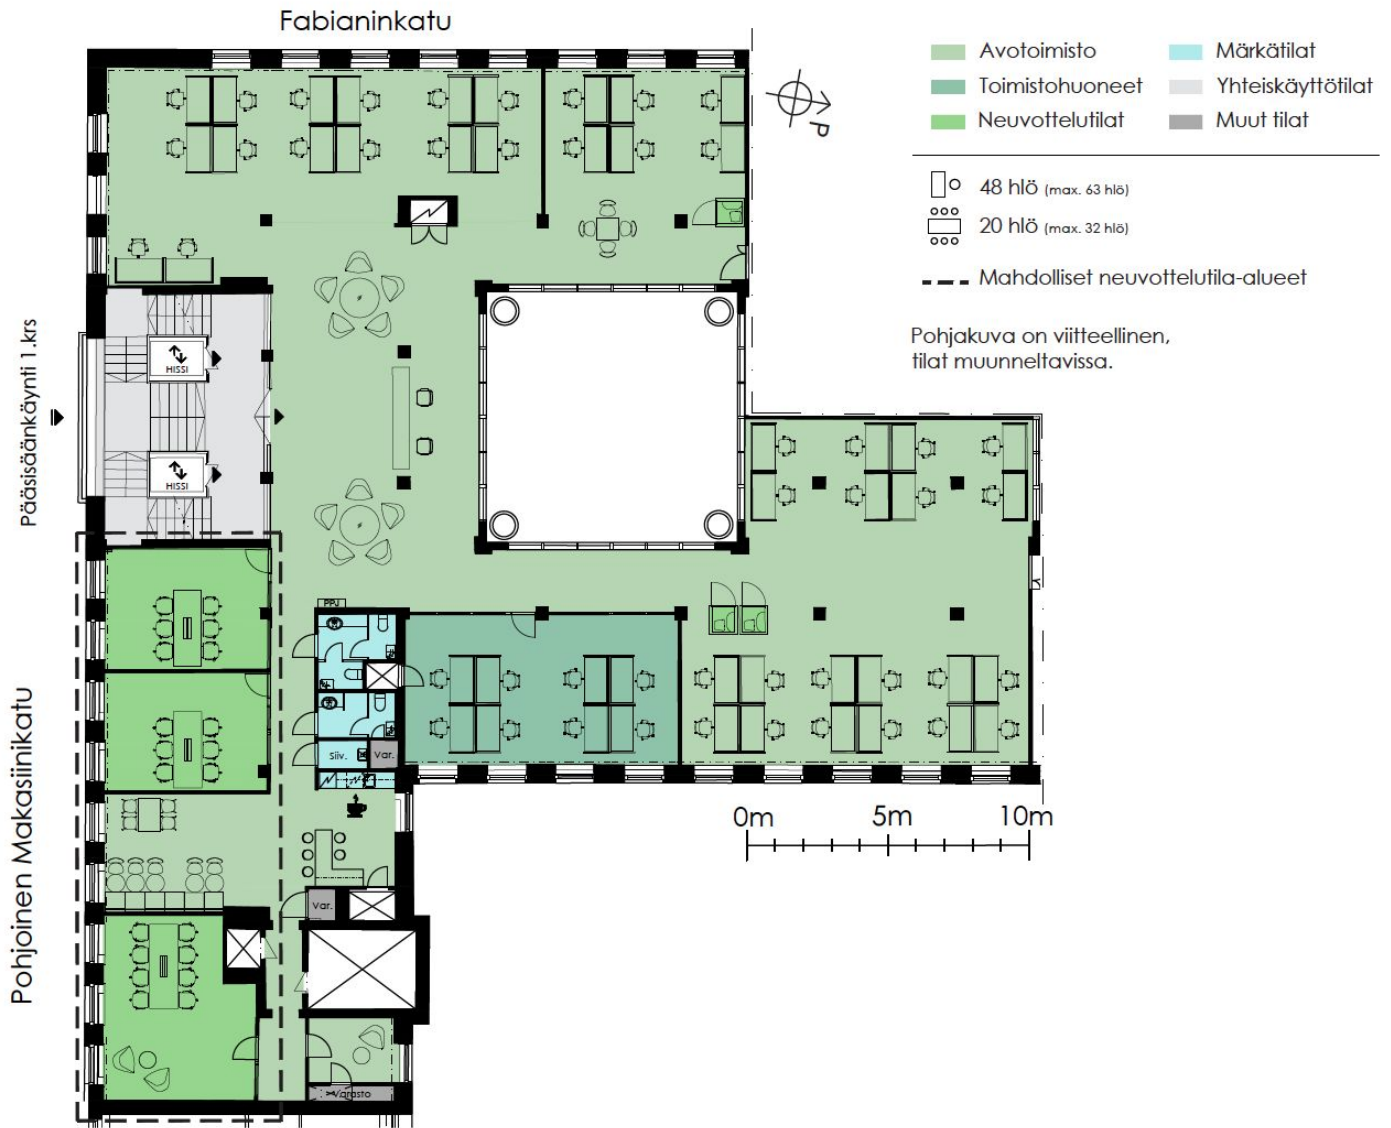 Fabianinkatu
Avotoimisto
Toimistohuoneet
Neuvottelutilat
Märkätilat
Yhteiskäyttötilat
Muut tilat
P
48 hlö (max. 63 hlö)
20 hlö (max. 32 hlö)
Mahdolliset neuvottelutila-alueet
Pohjakuva on viitteellinen,
tilat muunneltavissa.
Pääsisäänkäynti 1.krs
HISSI
HISSI
PPJ
Siiv.
Var.
Var.
Varasto
Pohjoinen Makasiinikatu
0m 5m 10m